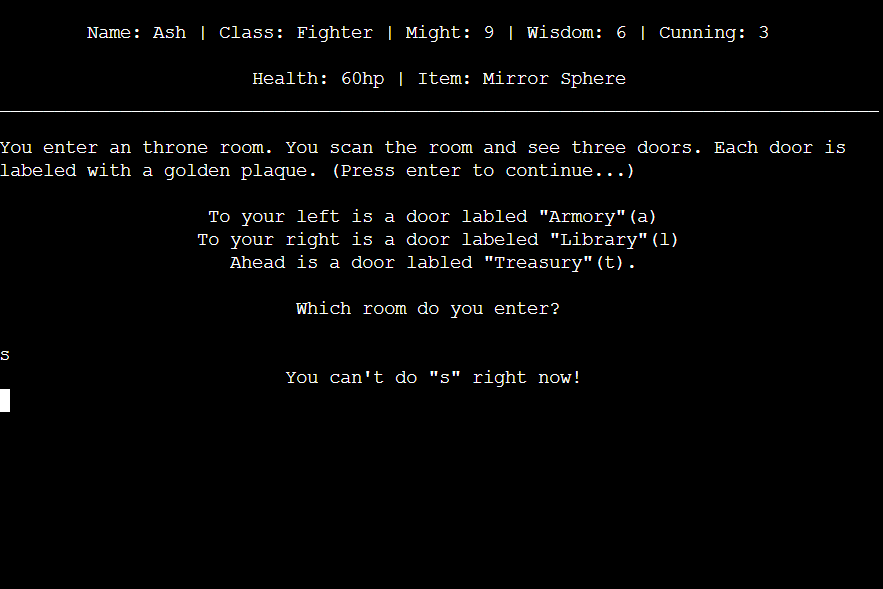 Name: Ash | Class: Fighter | Might: 9 | Wisdom: 6 | Cunning: 3
Health: 60hp | Item: Mirror Sphere
You enter an throne room. You scan the room and see three doors. Each door is
labeled with a golden plaque. (Press enter to continue...)
To your left is a door labled "Armory"(a)
To your right is a door labeled "Library"(l)
Ahead is a door labled "Treasury"(t).
Which room do you enter?
s
You can't do "s" right now!